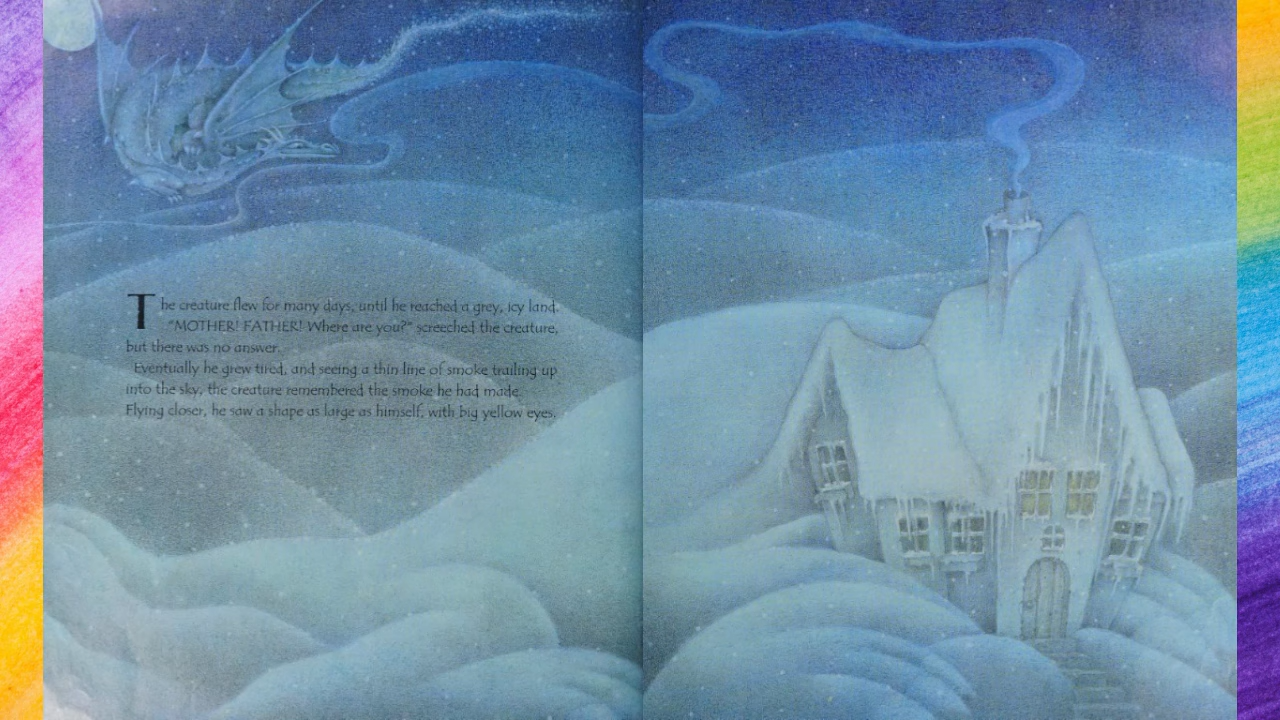 The creature flew for many days, until he reached a grey, icy land.
"MOTHER! FATHER! Where are you?" screeched the creature,
but there was no answer.
Eventually he grew tired, and seeing a thin line of smoke trailing up
into the sky, the creature remembered the smoke he had made.
Flying closer, he saw a shape as large as himself, with big yellow eyes.